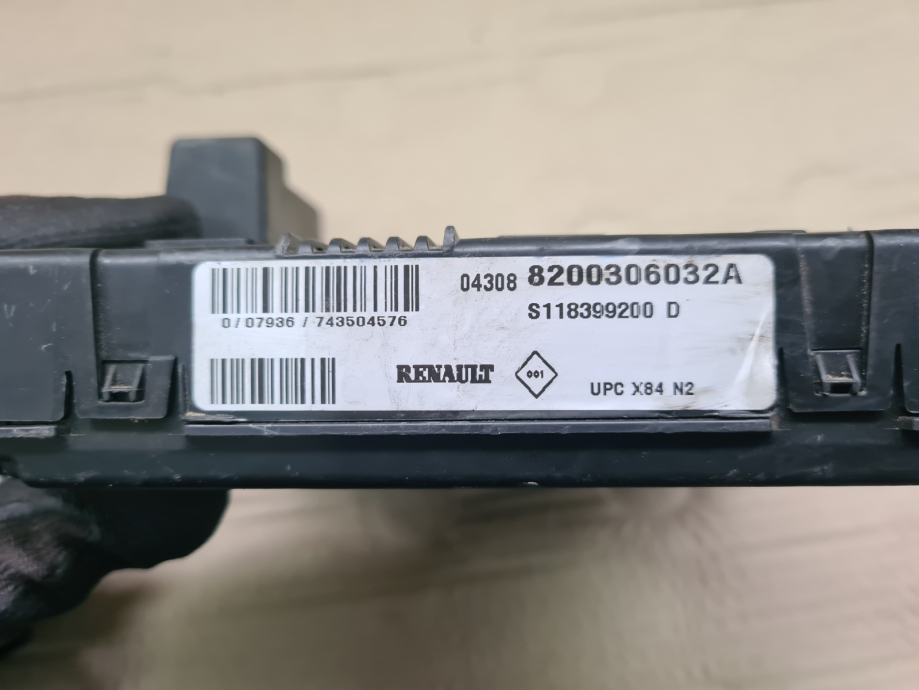 04308 8200306032A
S118399200 D
0/07936/743504576
RENAULT
001
UPC X84 N2